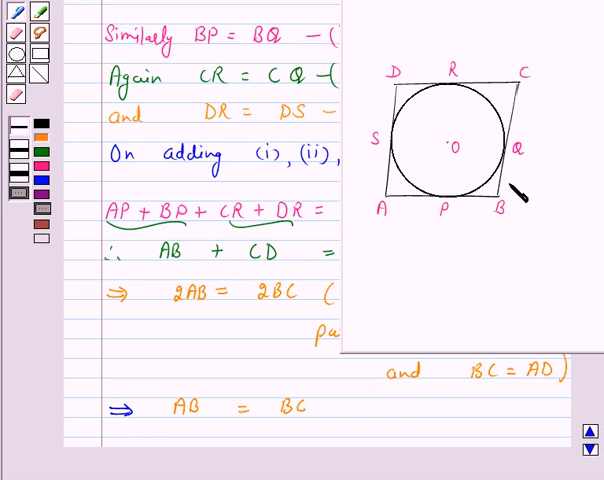 Similarly BP = BQ - (
Again CR = CQ - (
and DR = DS -
On adding (i), (ii),
AP + BP + CR + DR =
∴ AB + CD =
⇒ 2AB = 2BC (
and BC = AD)
⇒ AB = BC
D R C
S O Q
A P B